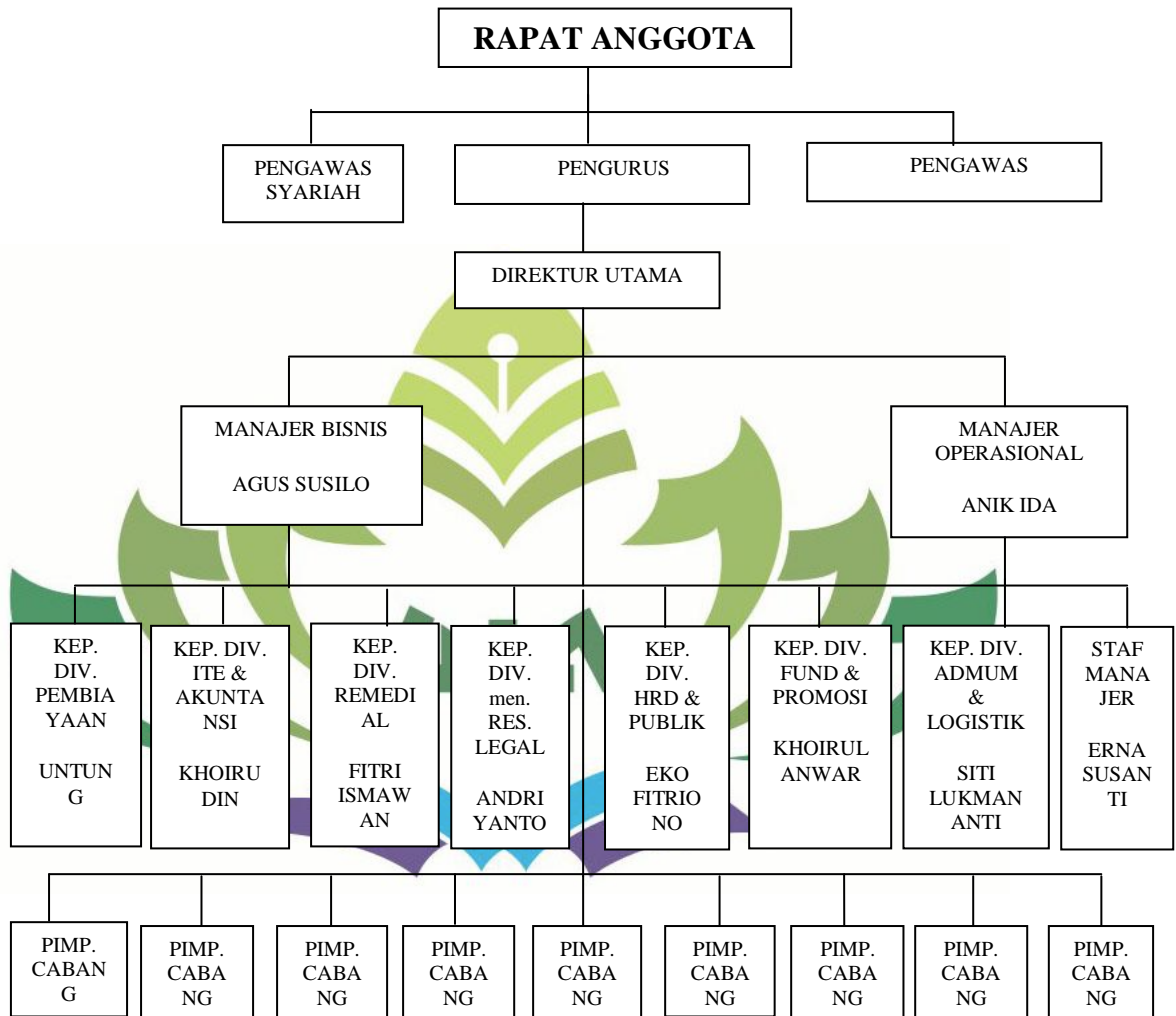 RAPAT ANGGOTA
PENGAWAS
SYARIAH
PENGURUS
PENGAWAS
DIREKTUR UTAMA
MANAJER BISNIS
AGUS SUSILO
MANAJER
OPERASIONAL
ANIK IDA
KEP.
DIV.
PEMBIA
YAAN
UNTUN
G
KEP. DIV.
ITE &
AKUNTA
NSI
KHOIRU
DIN
KEP.
DIV.
REMEDI
AL
FITRI
ISMAW
AN
KEP.
DIV.
men.
RES.
LEGAL
ANDRI
YANTO
KEP.
DIV.
HRD &
PUBLIK
EKO
FITRIO
NO
KEP. DIV.
FUND &
PROMOSI
KHOIRUL
ANWAR
KEP. DIV.
ADMUM
&
LOGISTIK
SITI
LUKMAN
ANTI
STAF
MANA
JER
ERNA
SUSAN
TI
PIMP.
CABAN
G
PIMP.
CABA
NG
PIMP.
CABA
NG
PIMP.
CABA
NG
PIMP.
CABA
NG
PIMP.
CABA
NG
PIMP.
CABA
NG
PIMP.
CABA
NG
PIMP.
CABA
NG